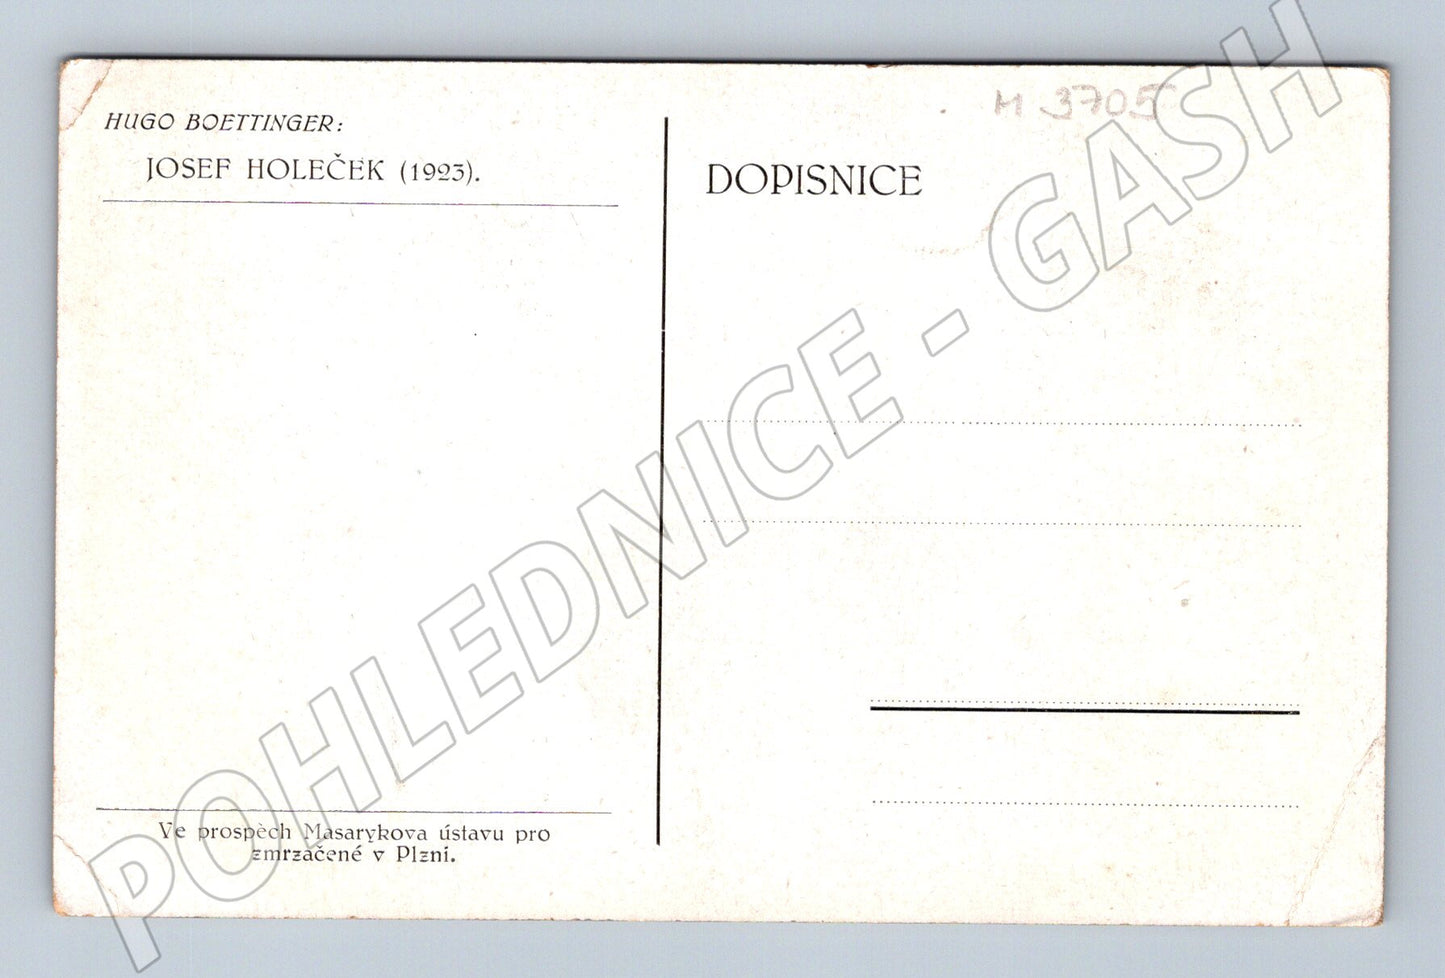 HUGO BOETTINGER:
JOSEF HOLEČEK (1923).
M 3705
DOPISNICE
Ve prospěch Masarykova ústavu pro
zmrzačené v Plzni.
POHLEDNICE - GASH